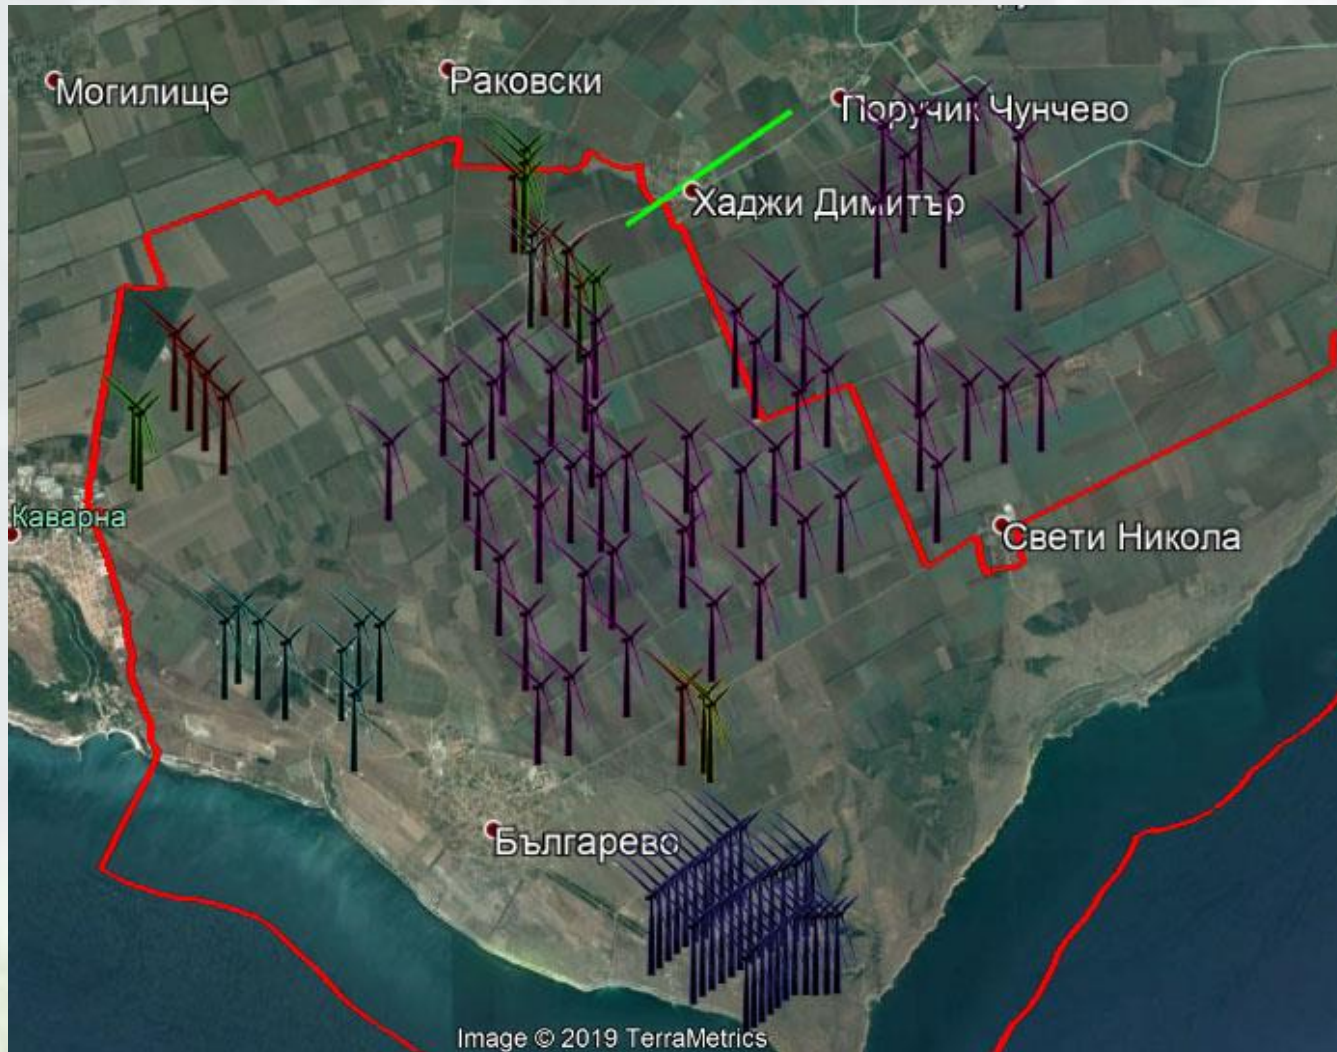 Могилище
Раковски
Поручик Чунчево
Хаджи Димитър
Каварна
Свети Никола
Българево
Image © 2019 TerraMetrics